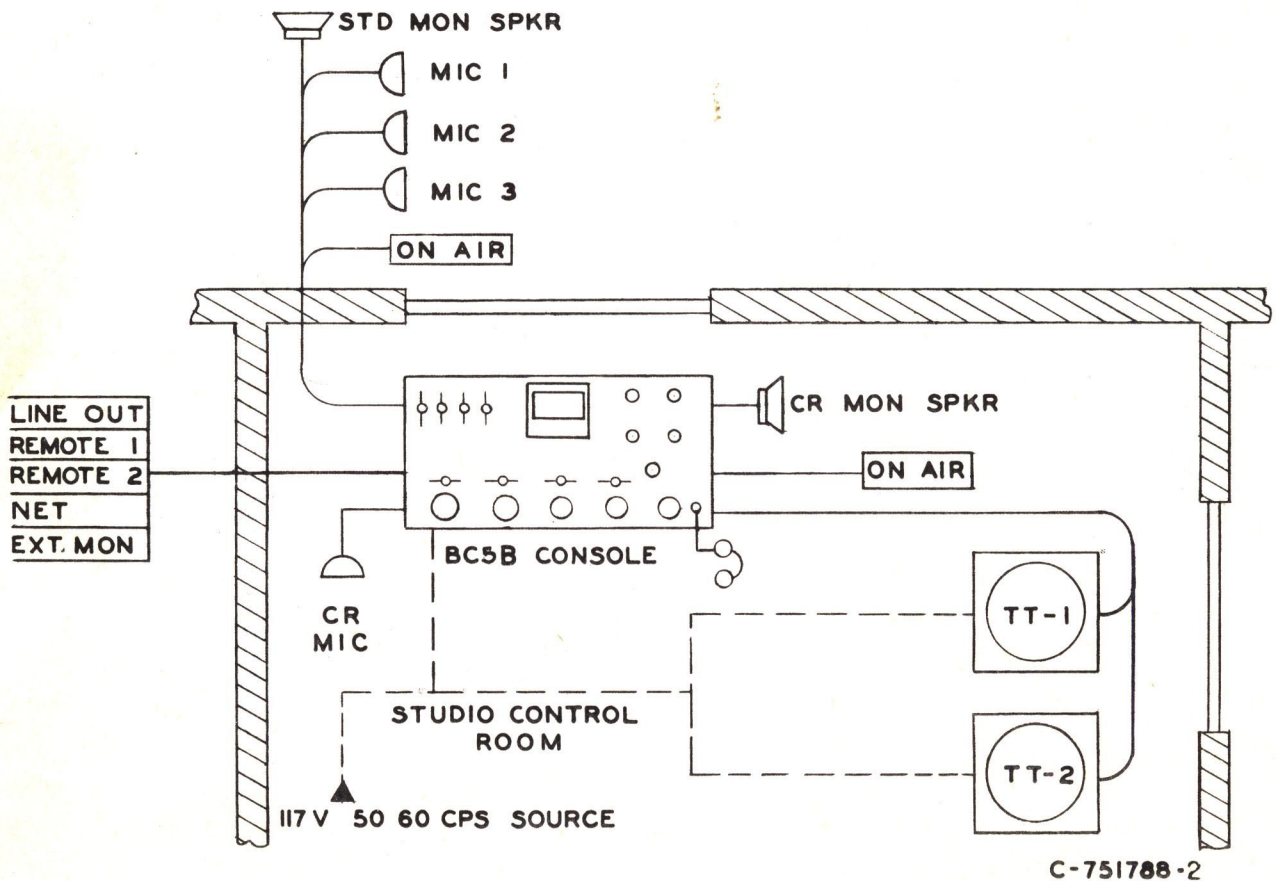 STD MON SPKR
MIC 1
MIC 2
MIC 3
ON AIR
LINE OUT
REMOTE 1
REMOTE 2
NET
EXT. MON
CR MON SPKR
ON AIR
BC5B CONSOLE
CR
MIC
TT-1
STUDIO CONTROL
ROOM
TT-2
117 V 50 60 CPS SOURCE
C-751788-2